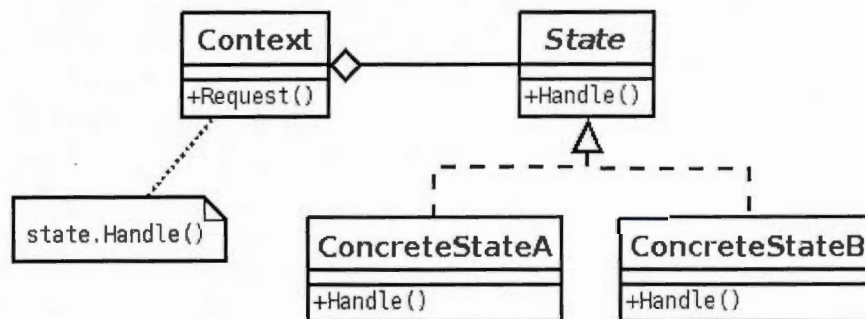 Context
+Request()
State
+Handle()
state.Handle()
ConcreteStateA
+Handle()
ConcreteStateB
+Handle()